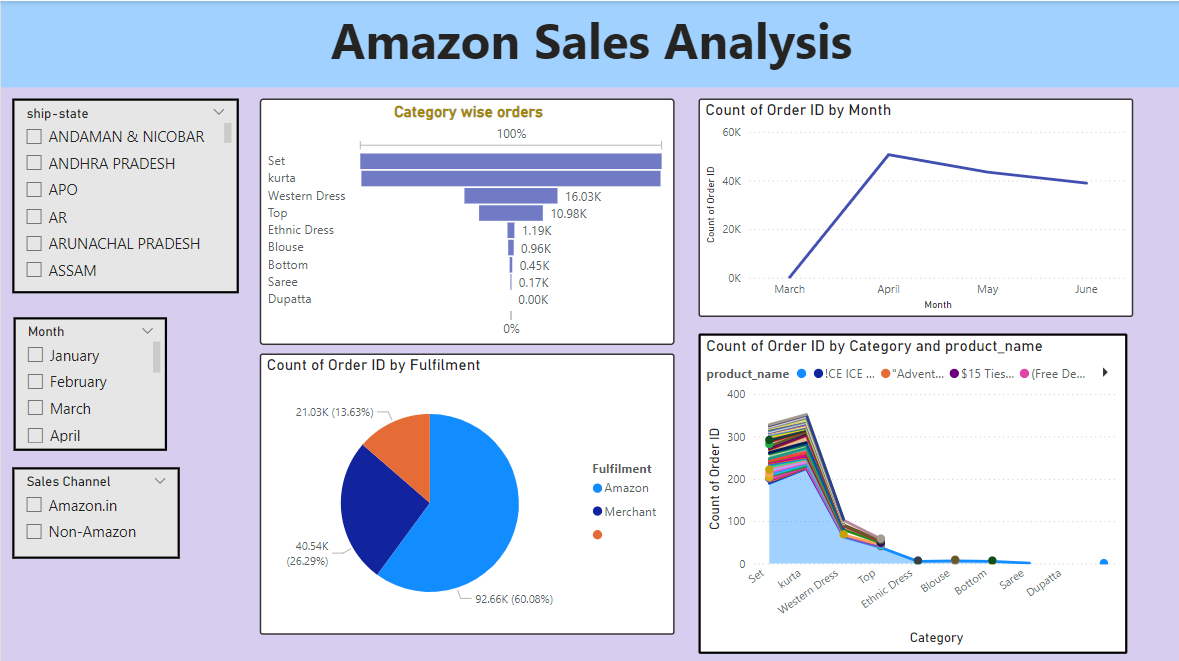 Amazon Sales Analysis
ship-state
ANDAMAN & NICOBAR
ANDHRA PRADESH
APO
AR
ARUNACHAL PRADESH
ASSAM
Month
January
February
March
April
Sales Channel
Amazon.in
Non-Amazon
Category wise orders
100%
Set
kurta
Western Dress 16.03K
Top 10.98K
Ethnic Dress 1.19K
Blouse 0.96K
Bottom 0.45K
Saree 0.17K
Dupatta 0.00K
0%
Count of Order ID by Fulfilment
21.03K (13.63%)
40.54K
(26.29%)
92.66K (60.08%)
Fulfilment
Amazon
Merchant
Count of Order ID by Month
Count of Order ID
60K
40K
20K
0K
March April May June
Month
Count of Order ID by Category and product_name
product_name !CE ICE ... "Advent... $15 Ties... (Free De...
Count of Order ID
400
300
200
100
0
Set kurta Western Dress Top Ethnic Dress Blouse Bottom Saree Dupatta
Category